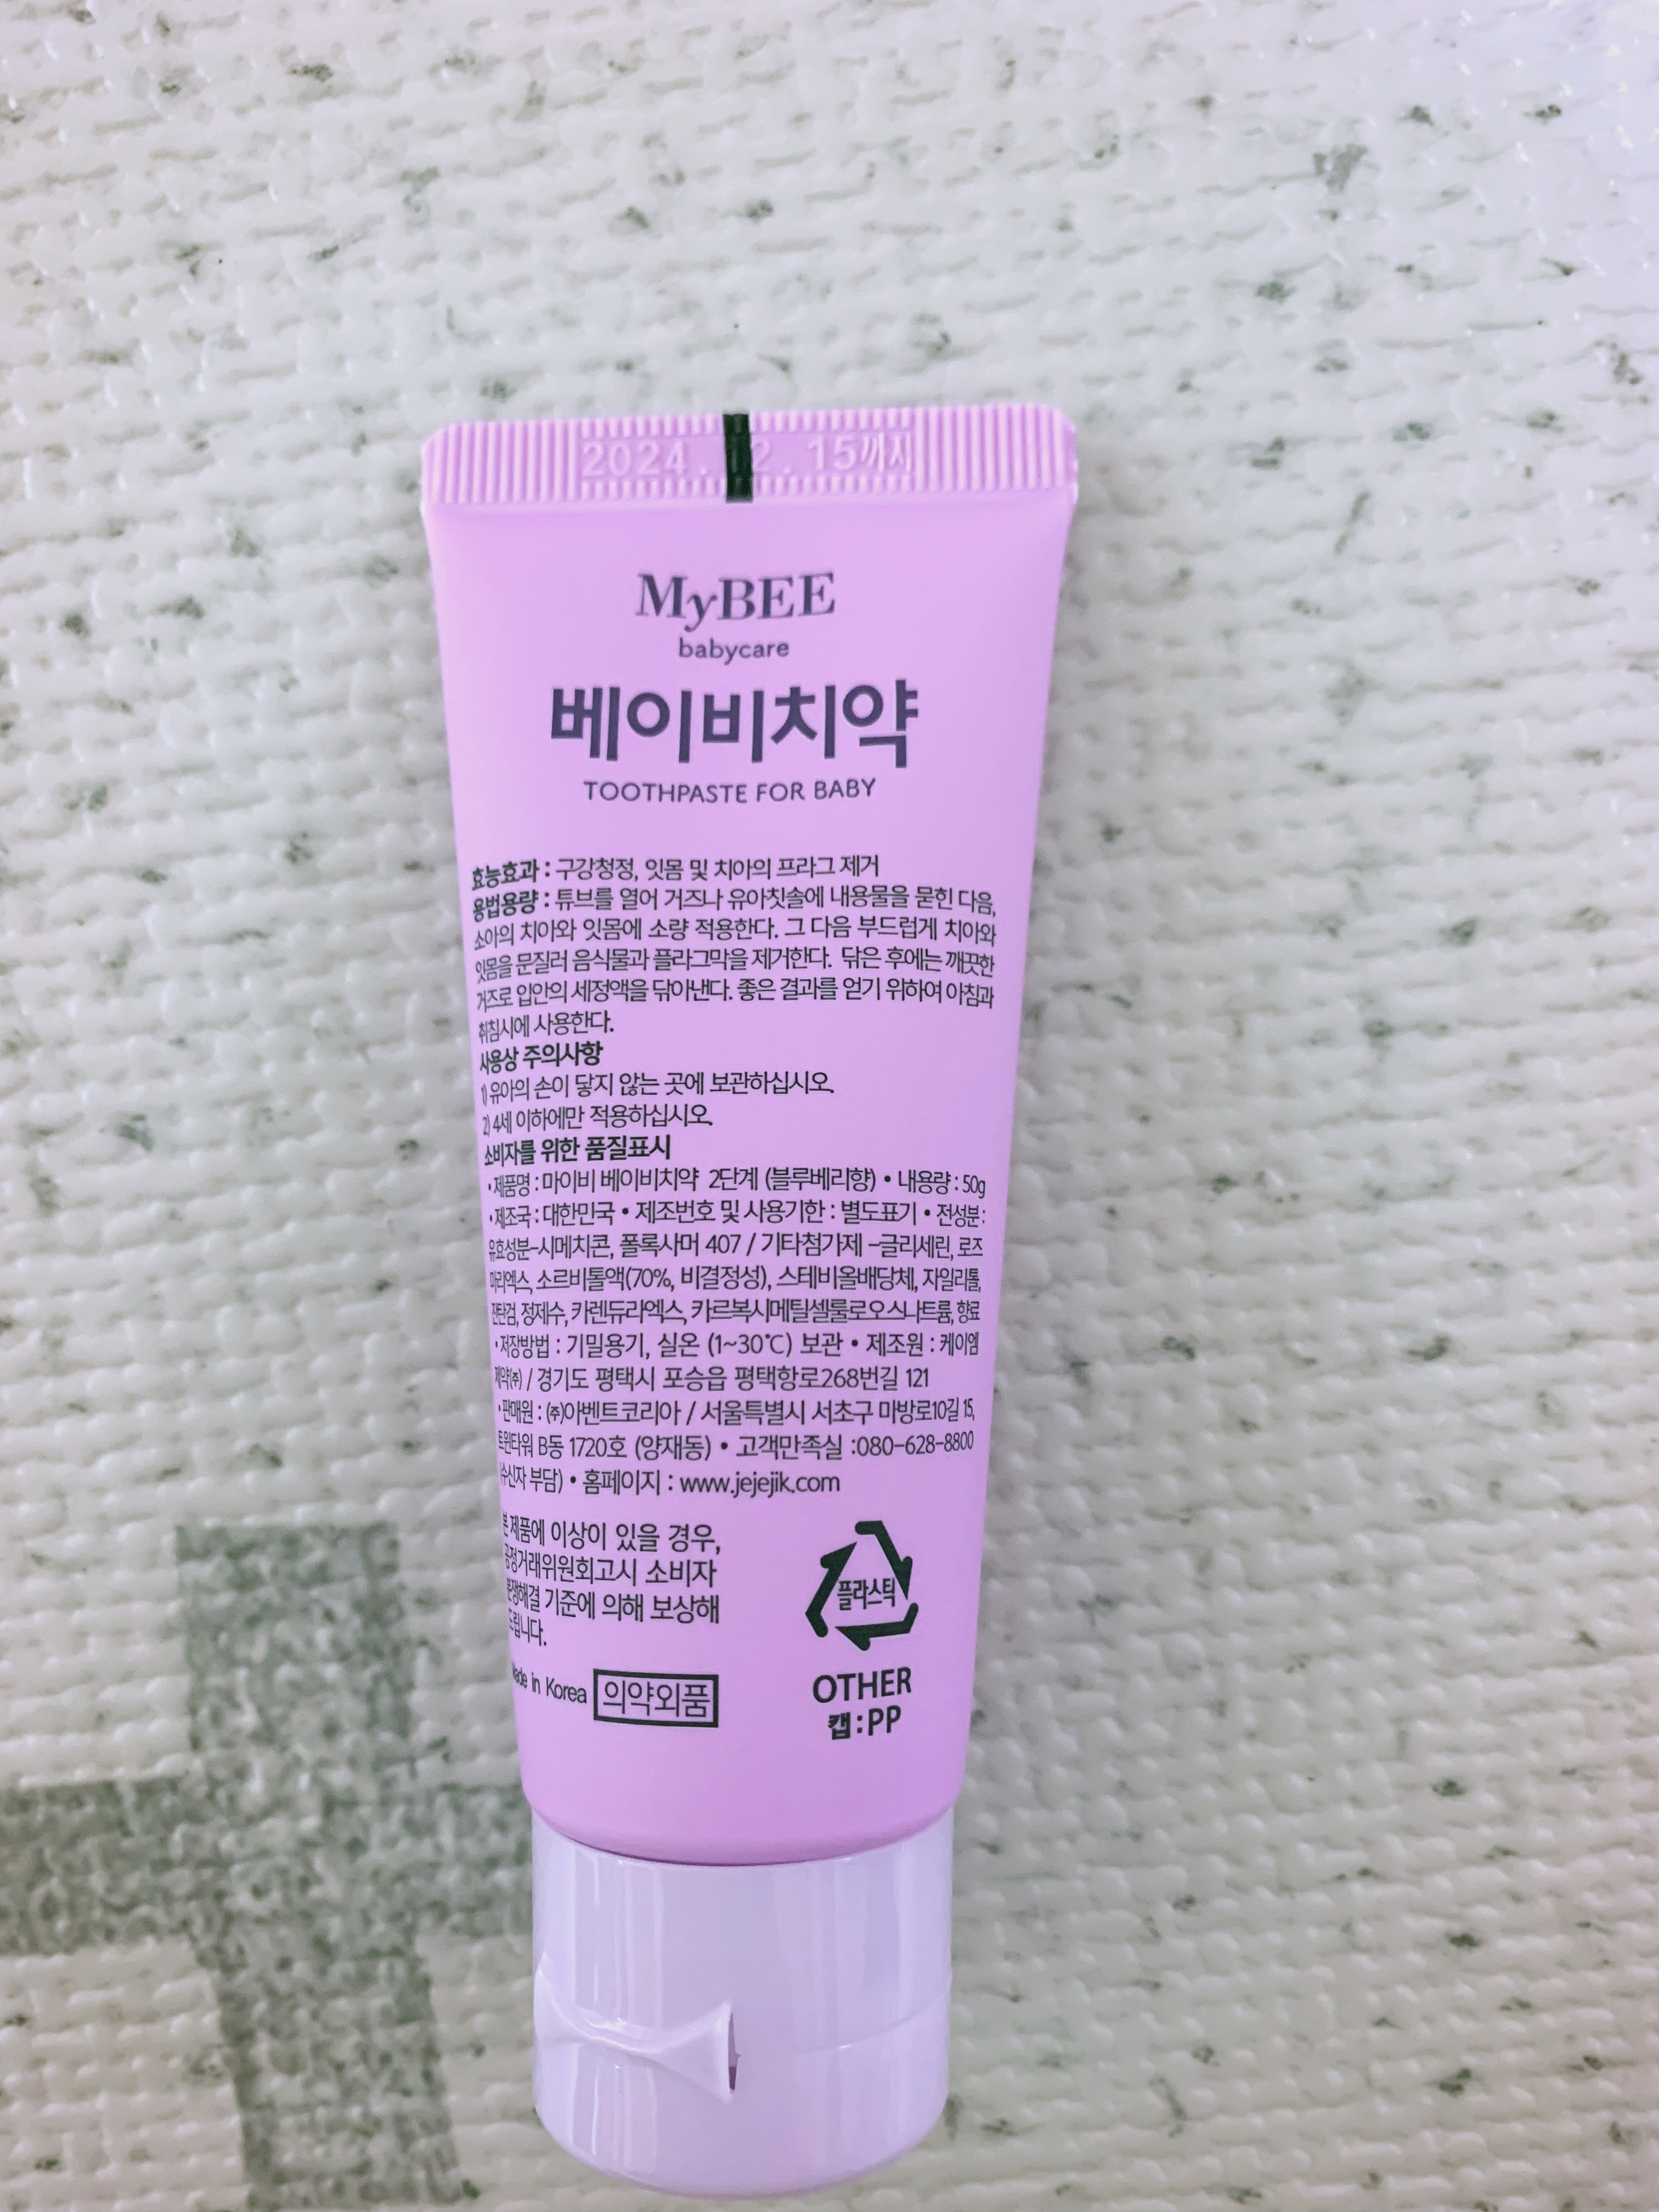 2024.12.15까지
MyBEE
babycare
베이비치약
TOOTHPASTE FOR BABY
효능효과 : 구강청정, 잇몸 및 치아의 프라그 제거
용법용량 : 튜브를 열어 거즈나 유아칫솔에 내용물을 묻힌 다음,
소아의 치아와 잇몸에 소량 적용한다. 그 다음 부드럽게 치아와
잇몸을 문질러 음식물과 플라그막을 제거한다. 닦은 후에는 깨끗한
거즈로 입안의 세정액을 닦아낸다. 좋은 결과를 얻기 위하여 아침과
취침시에 사용한다.
사용상 주의사항
1) 유아의 손이 닿지 않는 곳에 보관하십시오.
2) 4세 이하에만 적용하십시오.
소비자를 위한 품질표시
• 제품명 : 마이비 베이비치약 2단계 (블루베리향) • 내용량 : 50g
• 제조국 : 대한민국 • 제조번호 및 사용기한 : 별도표기 • 전성분 :
유효성분-시메치콘, 폴록사머 407 / 기타첨가제 -글리세린, 로즈
마리엑스, 소르비톨액(70%, 비결정성), 스테비올배당체, 자일리톨,
잔탄검, 정제수, 카렌듀라엑스, 카르복시메틸셀룰로오스나트륨, 향료
• 저장방법 : 기밀용기, 실온 (1~30℃) 보관 • 제조원 : 케이엠
제약㈜ / 경기도 평택시 포승읍 평택항로268번길 121
• 판매원 : ㈜아벤트코리아 / 서울특별시 서초구 마방로10길 15,
트윈타워 B동 1720호 (양재동) • 고객만족실 :080-628-8800
(수신자 부담) • 홈페이지 : www.jejejik.com
본 제품에 이상이 있을 경우,
공정거래위원회고시 소비자
분쟁해결 기준에 의해 보상해
드립니다.
Made in Korea 의약외품
플라스틱
OTHER
캡:PP